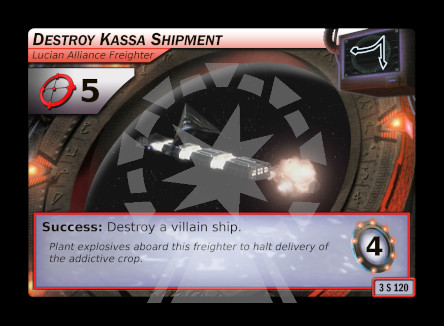 DESTROY KASSA SHIPMENT
Lucian Alliance Freighter
5
Success: Destroy a villain ship.
Plant explosives aboard this freighter to halt delivery of
the addictive crop.
4
3 S 120